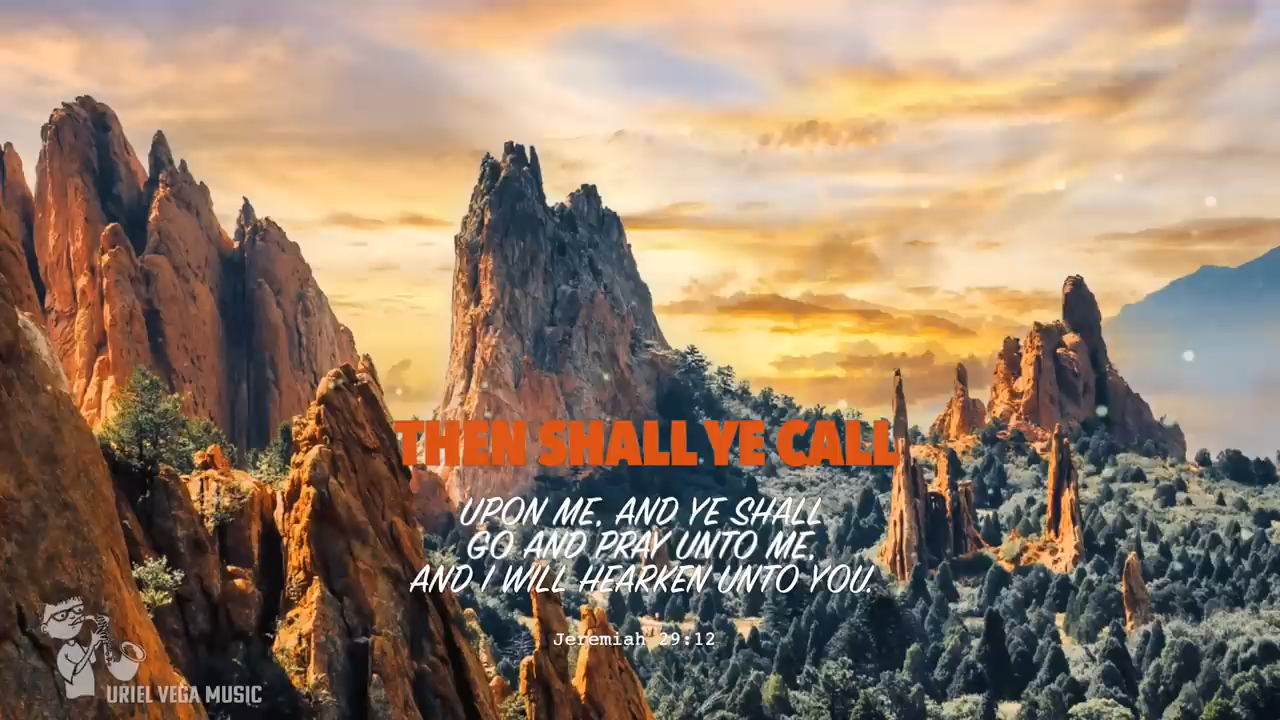 THEN SHALL YE CALL
UPON ME, AND YE SHALL
GO AND PRAY UNTO ME,
AND I WILL HEARKEN UNTO YOU.
Jeremiah 29:12
URIEL VEGA MUSIC